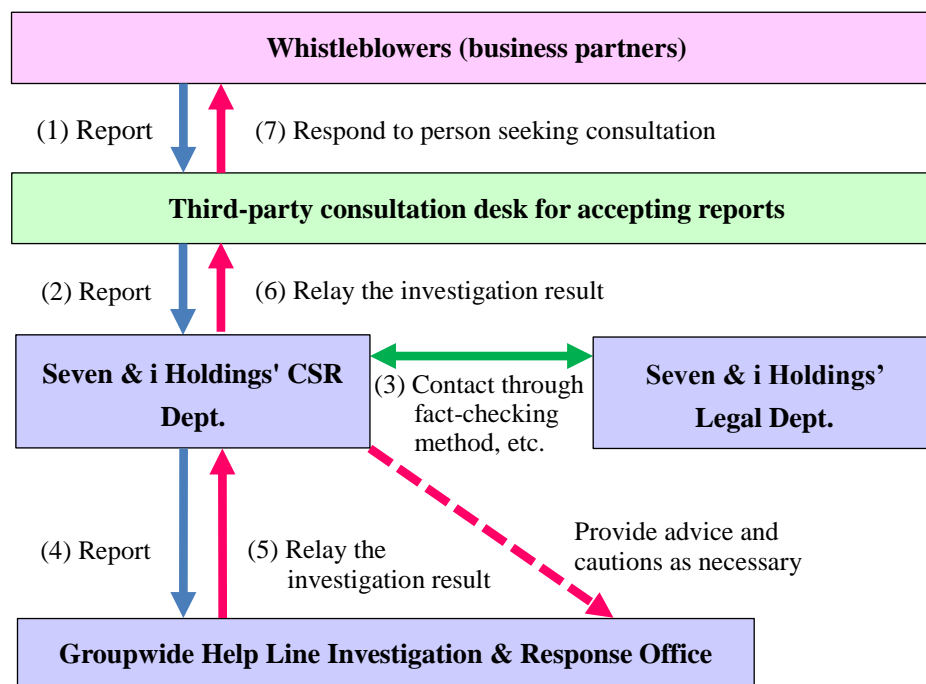 Whistleblowers (business partners)
(1) Report
(7) Respond to person seeking consultation
Third-party consultation desk for accepting reports
(2) Report
(6) Relay the investigation result
Seven & i Holdings' CSR
Dept.
(3) Contact through
fact-checking
method, etc.
Seven & i Holdings’
Legal Dept.
(4) Report
(5) Relay the
investigation result
Provide advice and
cautions as necessary
Groupwide Help Line Investigation & Response Office